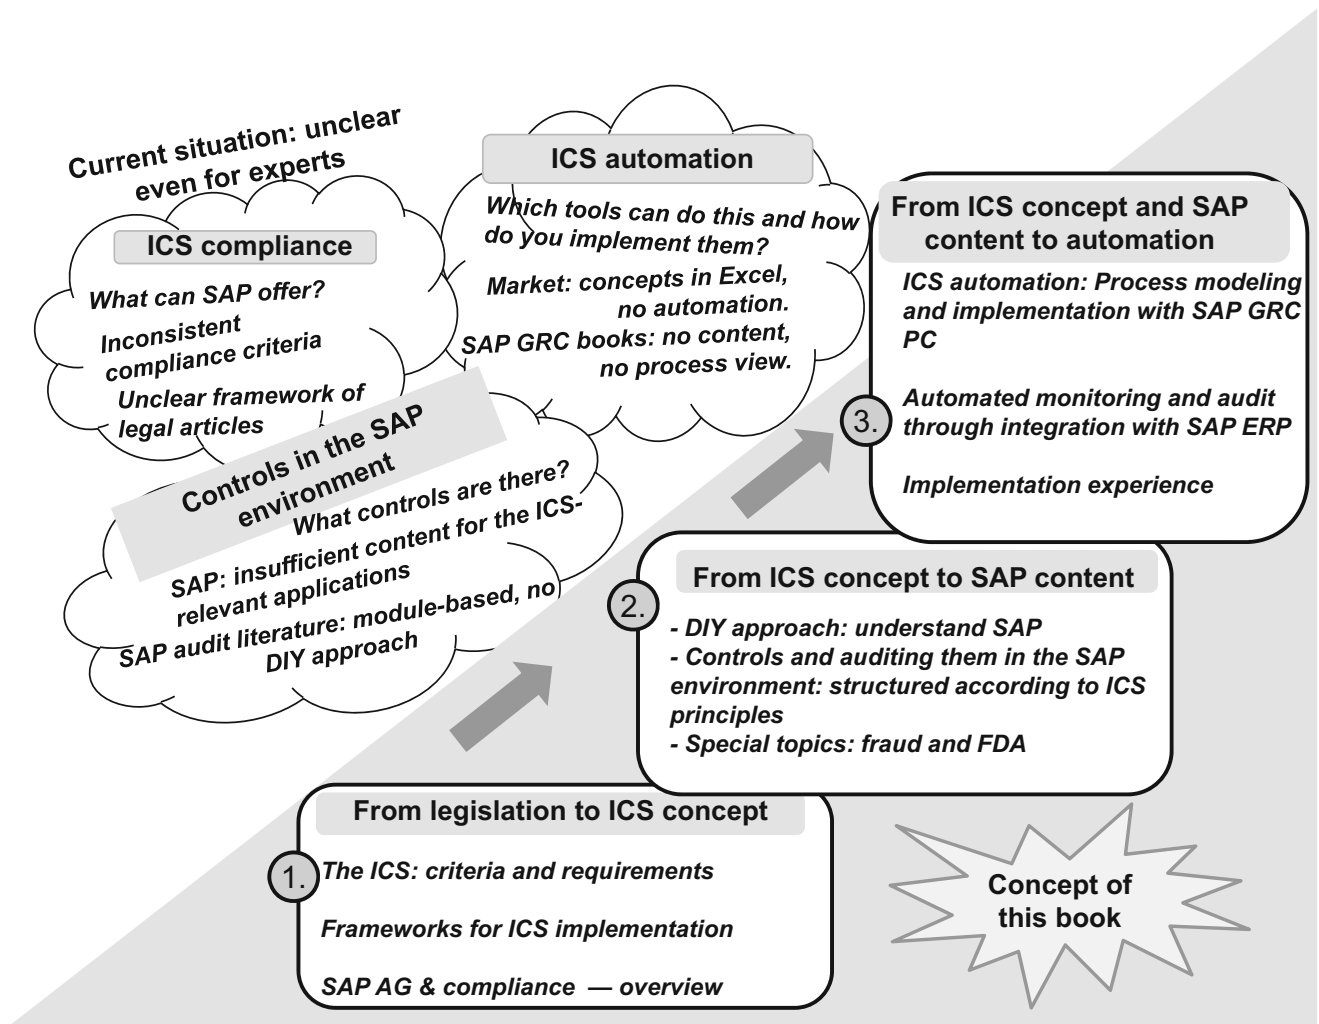 Current situation: unclear
even for experts
ICS compliance
What can SAP offer?
Inconsistent
compliance criteria
Unclear framework of
legal articles
ICS automation
Which tools can do this and how
do you implement them?
Market: concepts in Excel,
no automation.
SAP GRC books: no content,
no process view.
Controls in the SAP
environment
What controls are there?
SAP: insufficient content for the ICS-
relevant applications
SAP audit literature: module-based, no
DIY approach
From ICS concept and SAP
content to automation
ICS automation: Process modeling
and implementation with SAP GRC
PC
3.
Automated monitoring and audit
through integration with SAP ERP
Implementation experience
From ICS concept to SAP content
2.
- DIY approach: understand SAP
- Controls and auditing them in the SAP
environment: structured according to ICS
principles
- Special topics: fraud and FDA
From legislation to ICS concept
1.
The ICS: criteria and requirements
Frameworks for ICS implementation
SAP AG & compliance — overview
Concept of
this book